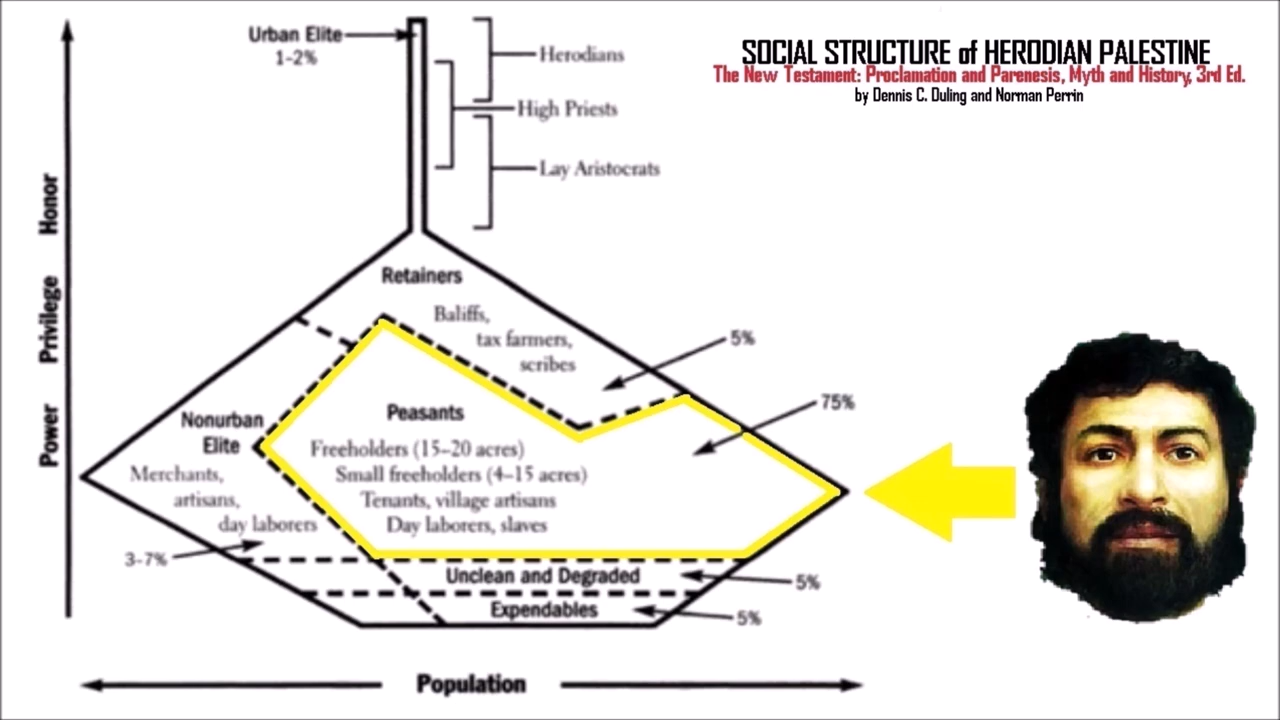 SOCIAL STRUCTURE of HERODIAN PALESTINE
The New Testament: Proclamation and Parenesis, Myth and History, 3rd Ed.
by Dennis C. Duling and Norman Perrin
Urban Elite
1–2%
Herodians
High Priests
Lay Aristocrats
Power Privilege Honor
Retainers
Baliffs,
tax farmers,
scribes
5%
75%
Peasants
Freeholders (15–20 acres)
Small freeholders (4–15 acres)
Tenants, village artisans
Day laborers, slaves
Nonurban
Elite
Merchants,
artisans,
day laborers
3–7%
Unclean and Degraded
5%
Expendables
5%
Population